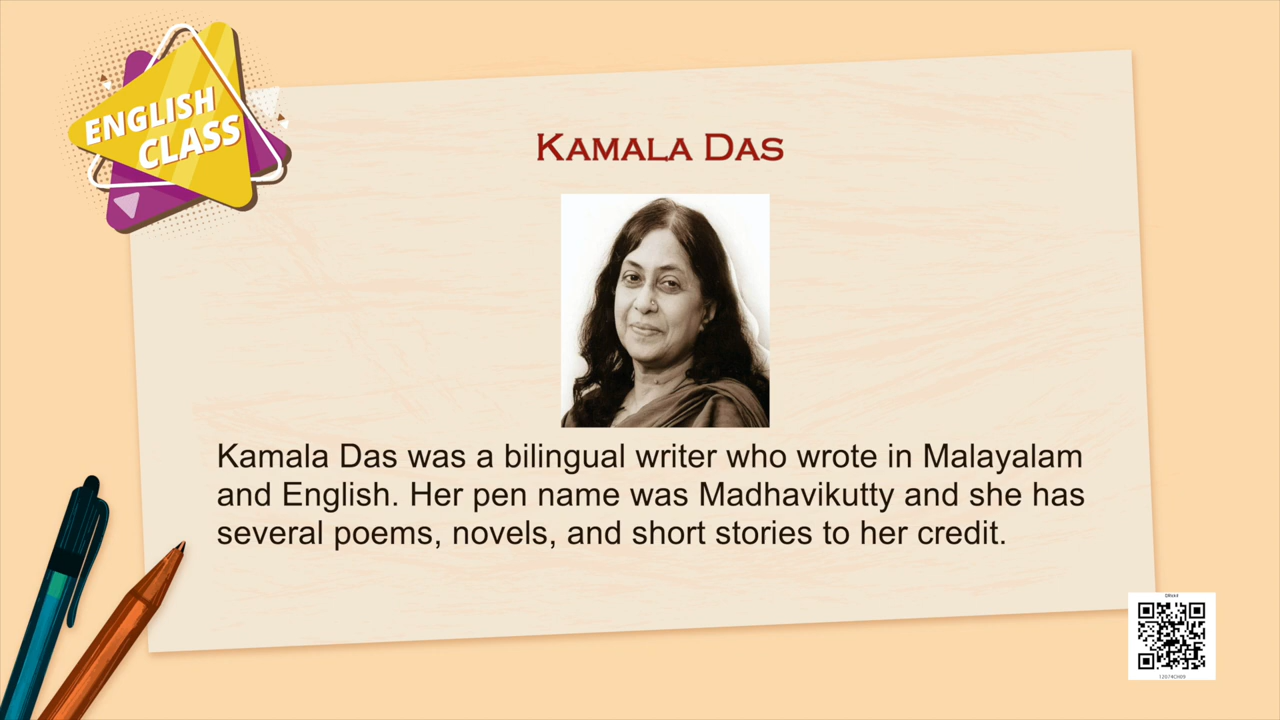 ENGLISH
CLASS
KAMALA DAS
Kamala Das was a bilingual writer who wrote in Malayalam
and English. Her pen name was Madhavikutty and she has
several poems, novels, and short stories to her credit.
12074CH09